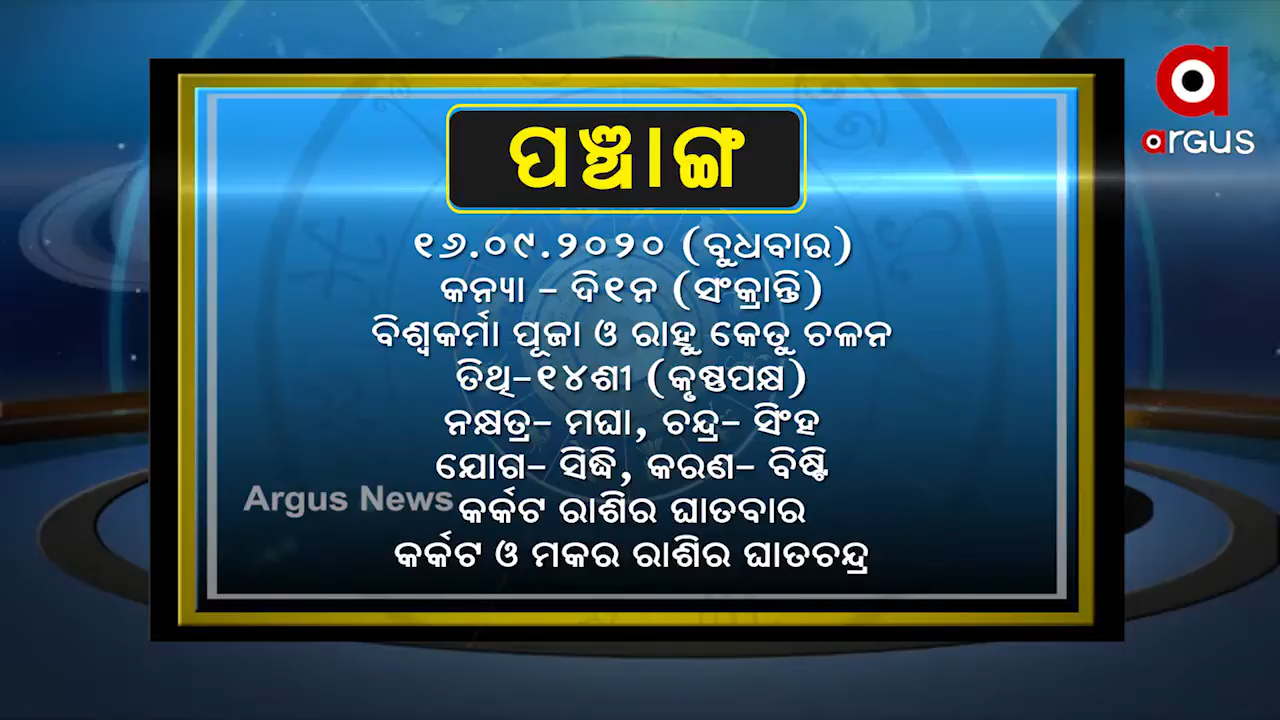 ପଞ୍ଚାଙ୍ଗ
argus
୧୬.୦୯.୨୦୨୦ (ବୁଧବାର)
କନ୍ୟା - ଦି୧ନ (ସଂକ୍ରାନ୍ତି)
ବିଶ୍ୱକର୍ମା ପୂଜା ଓ ରାହୁ କେତୁ ଚଳନ
ତିଥି-୧୪ଶୀ (କୃଷ୍ଣପକ୍ଷ)
ନକ୍ଷତ୍ର- ମଘା, ଚନ୍ଦ୍ର- ସିଂହ
ଯୋଗ- ସିଦ୍ଧି, କରଣ- ବିଷ୍ଟି
Argus News
କର୍କଟ ରାଶିର ଘାତବାର
କର୍କଟ ଓ ମକର ରାଶିର ଘାତଚନ୍ଦ୍ର